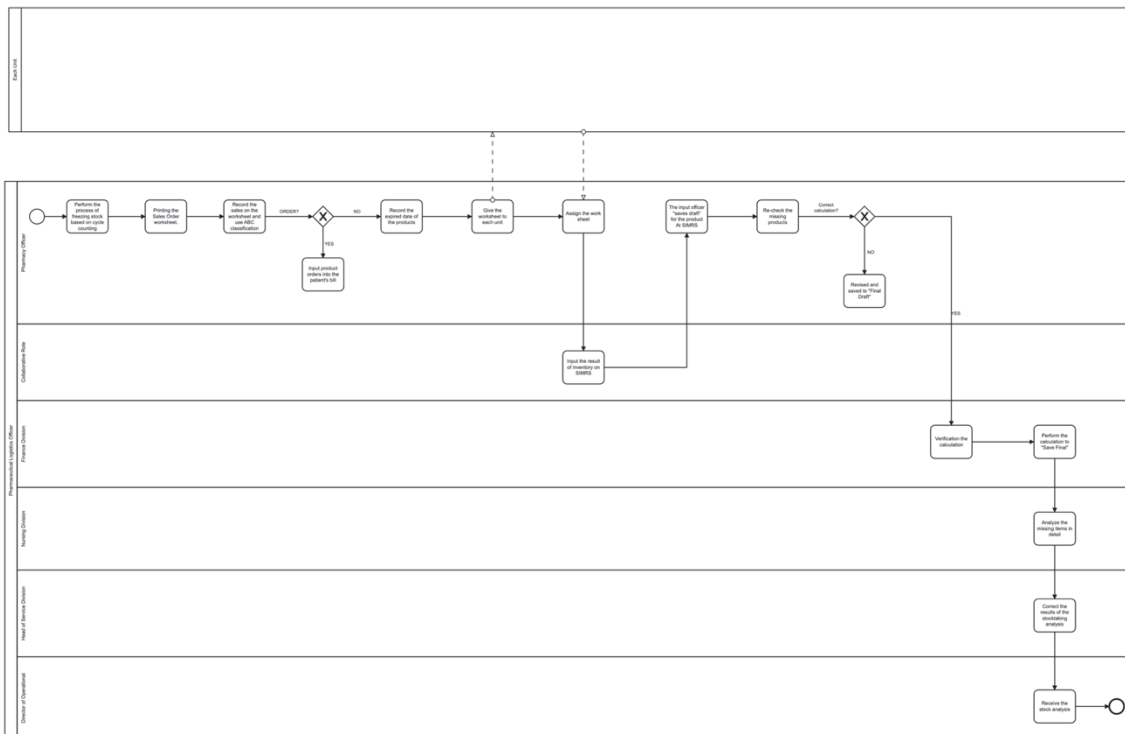 Each Unit
Pharmaceutical Logistics Officer
Pharmacy Officer
Perform the
process of
freezing stock
based on cycle
counting
Printing the
Sales Order
worksheet.
Record the
sales on the
worksheet and
use ABC
classification
ORDER?
YES
Input product
orders into the
patient's bill
NO
Record the
expired date of
the products
Give the
worksheet to
each unit
Assign the work
sheet
The input officer
"saves draft"
for the product
At SIMRS
Re-check the
missing
products
Correct
calculation?
NO
Revised and
saved to "Final
Draft"
YES
Collaborative Role
Input the result
of inventory on
SIMRS
Finance Division
Verification the
calculation
Perform the
calculation to
"Save Final"
Nursing Division
Analyze the
missing items in
detail
Head of Service Division
Correct the
results of the
stocktaking
analysis
Director of Operational
Receive the
stock analysis